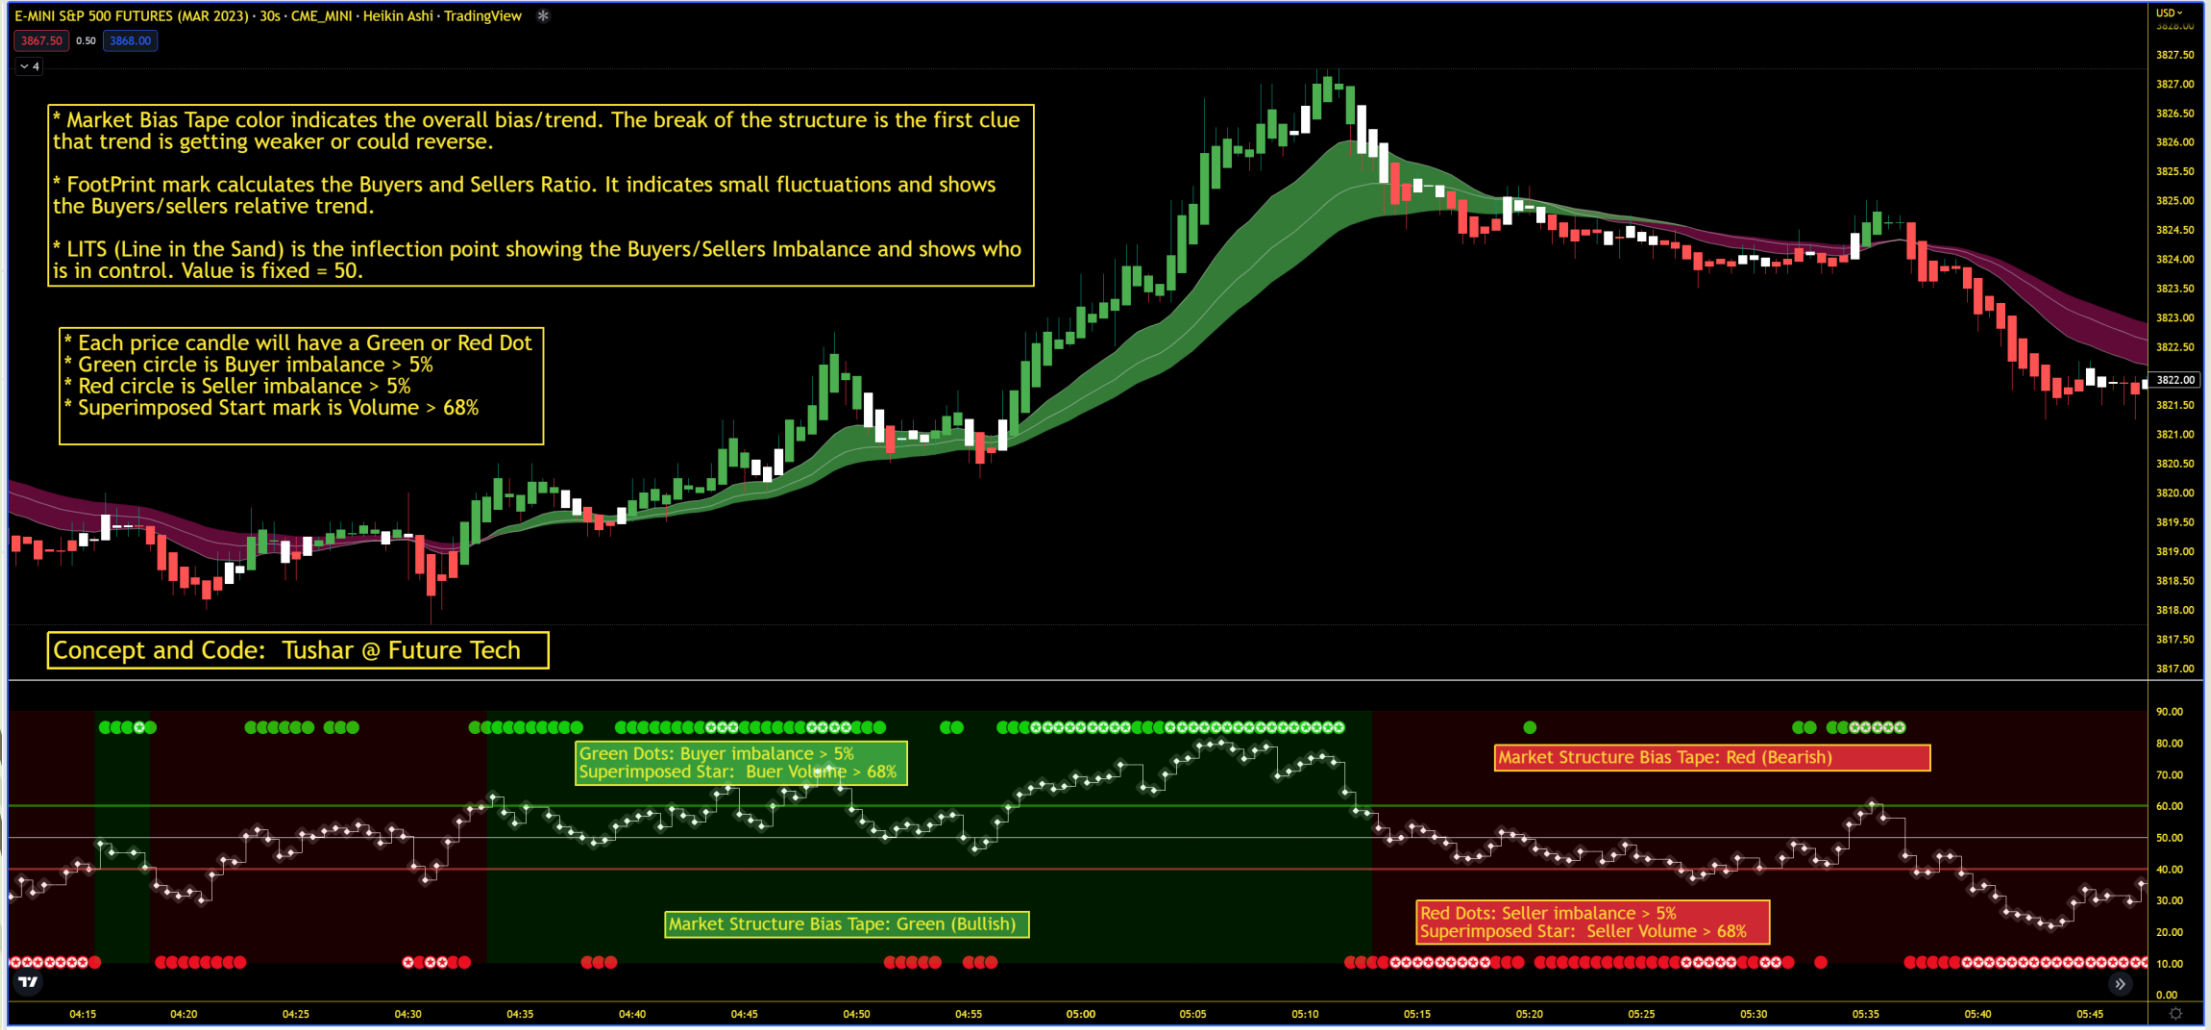 E-MINI S&P 500 FUTURES (MAR 2023) · 30s · CME_MINI · Heikin Ashi · TradingView
USD
3828.00
3867.50 0.50 3868.00
4
* Market Bias Tape color indicates the overall bias/trend. The break of the structure is the first clue
that trend is getting weaker or could reverse.
* FootPrint mark calculates the Buyers and Sellers Ratio. It indicates small fluctuations and shows
the Buyers/sellers relative trend.
* LITS (Line in the Sand) is the inflection point showing the Buyers/Sellers Imbalance and shows who
is in control. Value is fixed = 50.
* Each price candle will have a Green or Red Dot
* Green circle is Buyer imbalance > 5%
* Red circle is Seller imbalance > 5%
* Superimposed Start mark is Volume > 68%
Concept and Code: Tushar @ Future Tech
3827.50
3827.00
3826.50
3826.00
3825.50
3825.00
3824.50
3824.00
3823.50
3823.00
3822.50
3822.00
3821.50
3821.00
3820.50
3820.00
3819.50
3819.00
3818.50
3818.00
3817.50
3817.00
Green Dots: Buyer imbalance > 5%
Superimposed Star: Buer Volume > 68%
Market Structure Bias Tape: Red (Bearish)
Market Structure Bias Tape: Green (Bullish)
Red Dots: Seller imbalance > 5%
Superimposed Star: Seller Volume > 68%
90.00
80.00
70.00
60.00
50.00
40.00
30.00
20.00
10.00
0.00
04:15 04:20 04:25 04:30 04:35 04:40 04:45 04:50 04:55 05:00 05:05 05:10 05:15 05:20 05:25 05:30 05:35 05:40 05:45